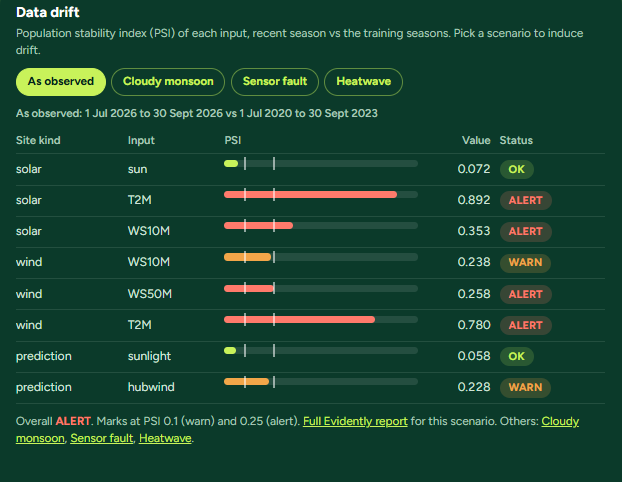 Data drift
Population stability index (PSI) of each input, recent season vs the training seasons. Pick a scenario to induce
drift.
As observed Cloudy monsoon Sensor fault Heatwave
As observed: 1 Jul 2026 to 30 Sept 2026 vs 1 Jul 2020 to 30 Sept 2023
Site kind Input PSI Value Status
solar sun 0.072 OK
solar T2M 0.892 ALERT
solar WS10M 0.353 ALERT
wind WS10M 0.238 WARN
wind WS50M 0.258 ALERT
wind T2M 0.780 ALERT
prediction sunlight 0.058 OK
prediction hubwind 0.228 WARN
Overall ALERT. Marks at PSI 0.1 (warn) and 0.25 (alert). Full Evidently report for this scenario. Others: Cloudy
monsoon, Sensor fault, Heatwave.